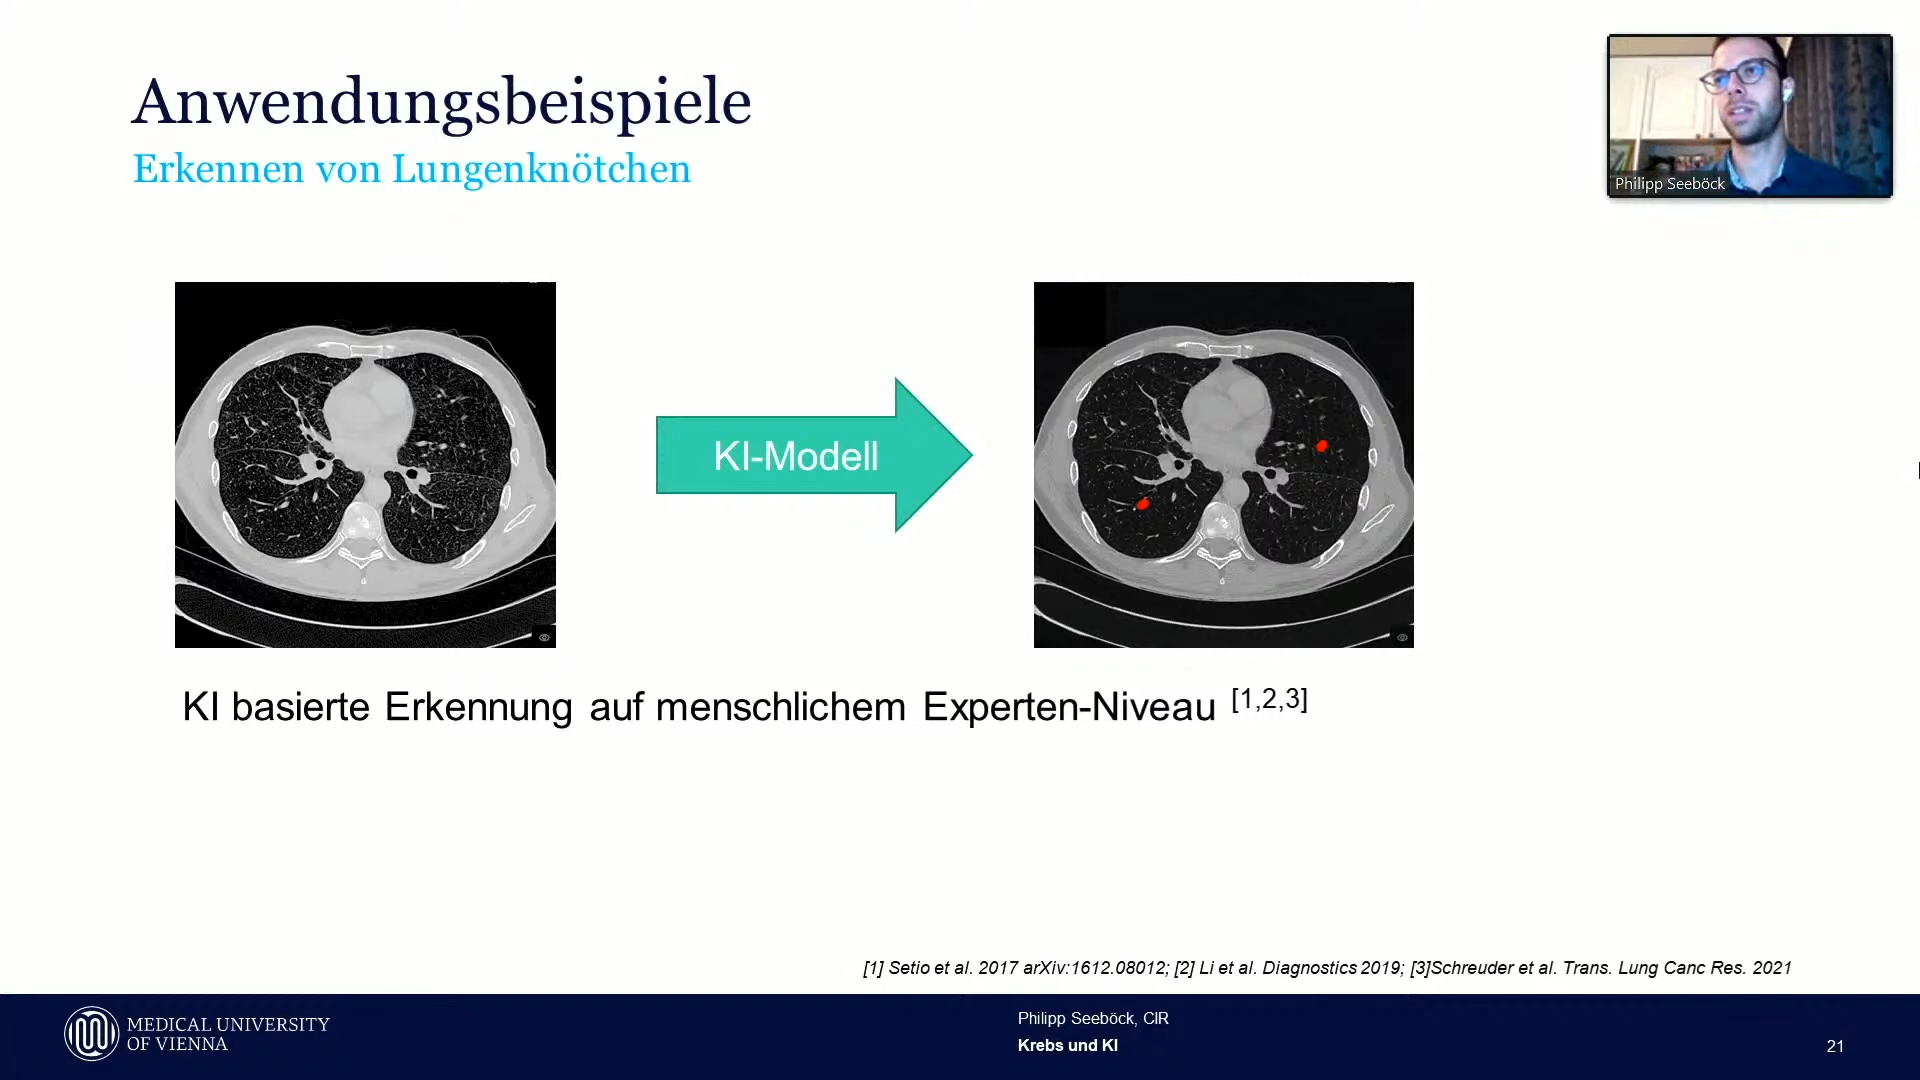 Anwendungsbeispiele
Erkennen von Lungenknötchen
Philipp Seeböck
KI-Modell
KI basierte Erkennung auf menschlichem Experten-Niveau [1,2,3]
[1] Setio et al. 2017 arXiv:1612.08012; [2] Li et al. Diagnostics 2019; [3]Schreuder et al. Trans. Lung Canc Res. 2021
MEDICAL UNIVERSITY
OF VIENNA
Philipp Seeböck, CIR
Krebs und KI
21